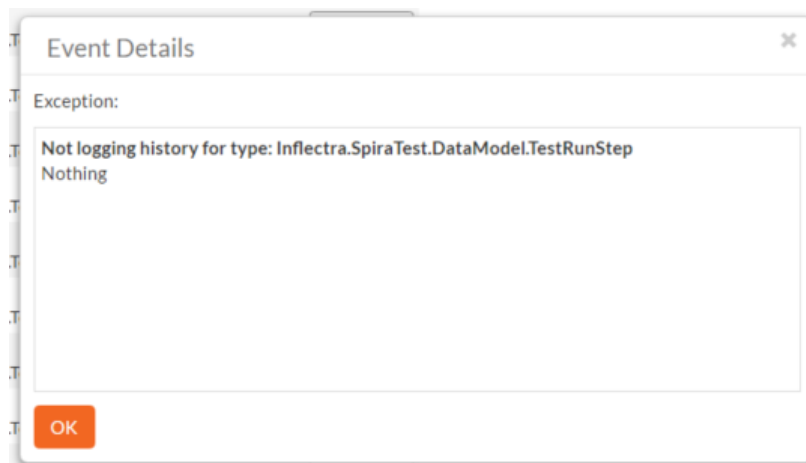 Event Details
×
Exception:
Not logging history for type: Inflectra.SpiraTest.DataModel.TestRunStep
Nothing
OK